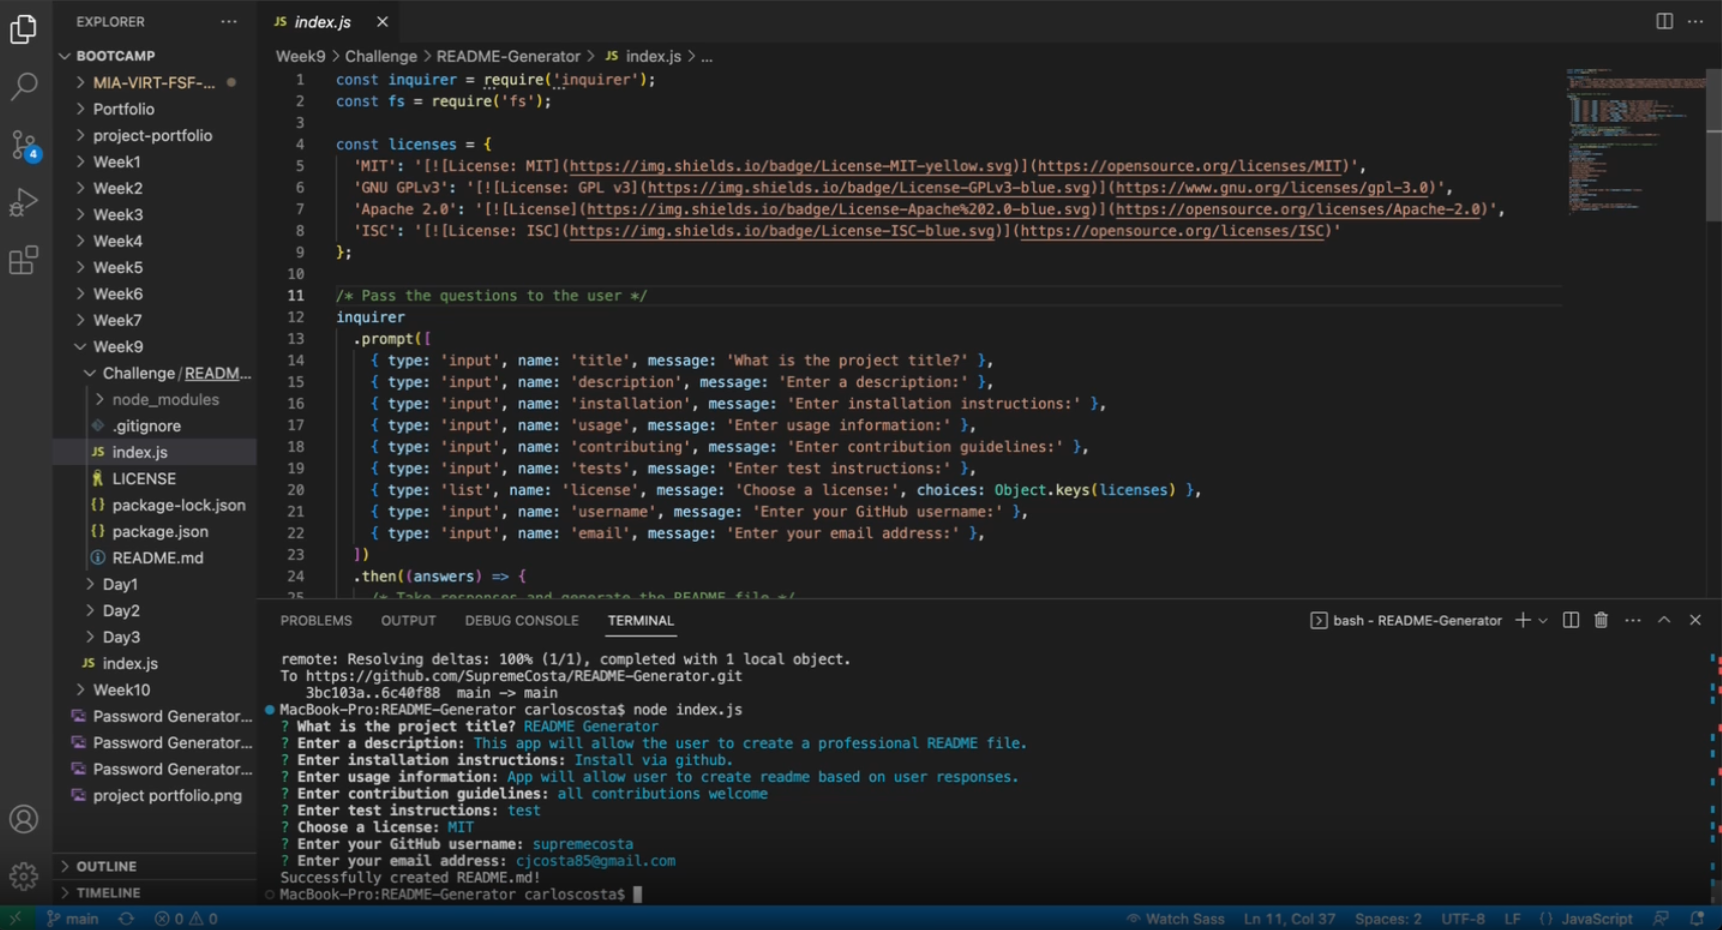 EXPLORER
BOOTCAMP
MIA-VIRT-FSF-...
Portfolio
project-portfolio
Week1
Week2
Week3
Week4
Week5
Week6
Week7
Week9
Challenge/READM...
node_modules
.gitignore
JS index.js
LICENSE
{} package-lock.json
{} package.json
README.md
Day1
Day2
Day3
JS index.js
Week10
Password Generator...
Password Generator...
Password Generator...
project portfolio.png
OUTLINE
TIMELINE
4
JS index.js
Week9 > Challenge > README-Generator > JS index.js > ...
1 const inquirer = require('inquirer');
2 const fs = require('fs');
3
4 const licenses = {
5 'MIT': '[![License: MIT](https://img.shields.io/badge/License-MIT-yellow.svg)](https://opensource.org/licenses/MIT)',
6 'GNU GPLv3': '[![License: GPL v3](https://img.shields.io/badge/License-GPLv3-blue.svg)](https://www.gnu.org/licenses/gpl-3.0)',
7 'Apache 2.0': '[![License](https://img.shields.io/badge/License-Apache%202.0-blue.svg)](https://opensource.org/licenses/Apache-2.0)',
8 'ISC': '[![License: ISC](https://img.shields.io/badge/License-ISC-blue.svg)](https://opensource.org/licenses/ISC)'
9 };
10
11 /* Pass the questions to the user */
12 inquirer
13 .prompt([
14 { type: 'input', name: 'title', message: 'What is the project title?' },
15 { type: 'input', name: 'description', message: 'Enter a description:' },
16 { type: 'input', name: 'installation', message: 'Enter installation instructions:' },
17 { type: 'input', name: 'usage', message: 'Enter usage information:' },
18 { type: 'input', name: 'contributing', message: 'Enter contribution guidelines:' },
19 { type: 'input', name: 'tests', message: 'Enter test instructions:' },
20 { type: 'list', name: 'license', message: 'Choose a license:', choices: Object.keys(licenses) },
21 { type: 'input', name: 'username', message: 'Enter your GitHub username:' },
22 { type: 'input', name: 'email', message: 'Enter your email address:' },
23 ])
24 .then((answers) => {
25 /* Take responses and generate the README file */
PROBLEMS OUTPUT DEBUG CONSOLE TERMINAL
bash - README-Generator
remote: Resolving deltas: 100% (1/1), completed with 1 local object.
To https://github.com/SupremeCosta/README-Generator.git
3bc103a..6c40f88 main -> main
MacBook-Pro:README-Generator carloscosta$ node index.js
? What is the project title? README Generator
? Enter a description: This app will allow the user to create a professional README file.
? Enter installation instructions: Install via github.
? Enter usage information: App will allow user to create readme based on user responses.
? Enter contribution guidelines: all contributions welcome
? Enter test instructions: test
? Choose a license: MIT
? Enter your GitHub username: supremecosta
? Enter your email address: cjcosta85@gmail.com
Successfully created README.md!
MacBook-Pro:README-Generator carloscosta$
main 0 0 Watch Sass Ln 11, Col 37 Spaces: 2 UTF-8 LF {} JavaScript